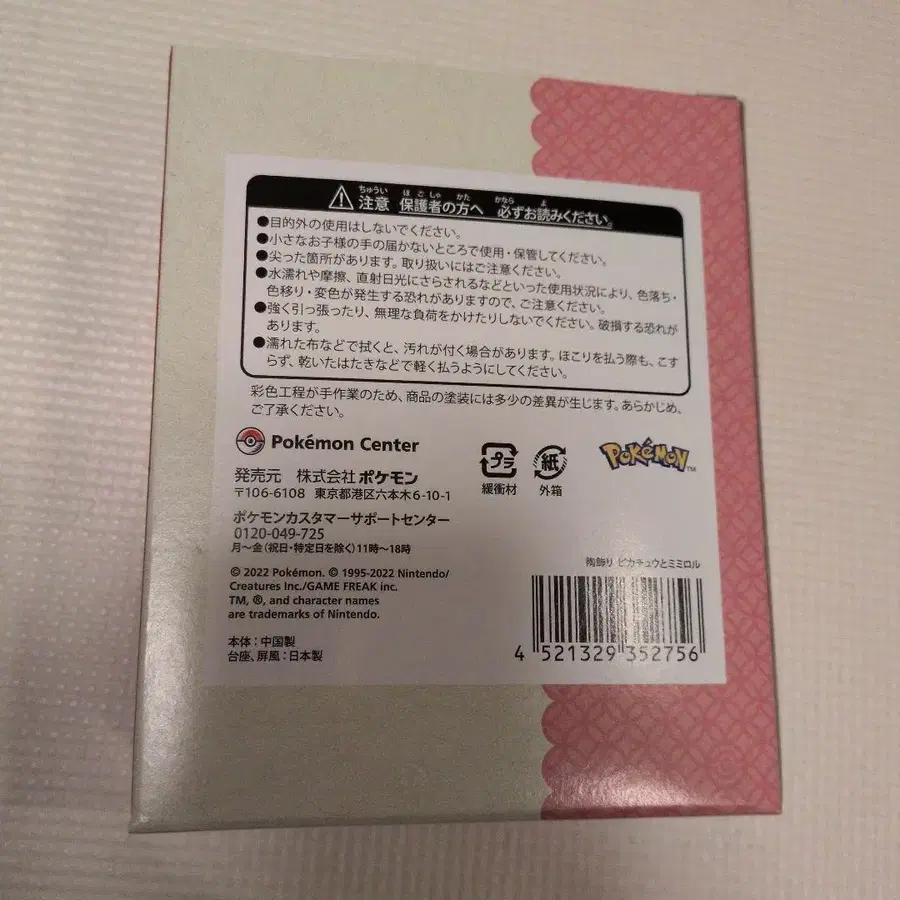 ちゅうい ほごしゃ かた かなら よ
注意 保護者の方へ 必ずお読みください。
●目的外の使用はしないでください。
●小さなお子様の手の届かないところで使用・保管してください。
●尖った箇所があります。取り扱いにはご注意ください。
●水濡れや摩擦、直射日光にさらされるなどといった使用状況により、色落ち・
色移り・変色が発生する恐れがありますので、ご注意ください。
●強く引っ張ったり、無理な負荷をかけたりしないでください。破損する恐れが
あります。
●濡れた布などで拭くと、汚れが付く場合があります。ほこりを払う際も、こす
らず、乾いたはたきなどで軽く払うようにしてください。
彩色工程が手作業のため、商品の塗装には多少の差異が生じます。あらかじめ、
ご了承ください。
Pokémon Center
プラ
緩衝材
紙
外箱
POKéMON TM
発売元 株式会社ポケモン
〒106-6108 東京都港区六本木6-10-1
ポケモンカスタマーサポートセンター
0120-049-725
月～金(祝日・特定日を除く)11時～18時
© 2022 Pokémon. © 1995-2022 Nintendo/
Creatures Inc./GAME FREAK inc.
TM, ®, and character names
are trademarks of Nintendo.
本体：中国製
台座、屏風：日本製
陶飾り ピカチュウとミミロル
4 521329 352756